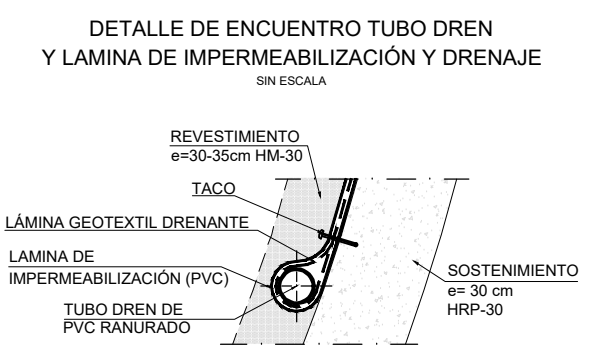 DETALLE DE ENCUENTRO TUBO DREN
Y LAMINA DE IMPERMEABILIZACIÓN Y DRENAJE
SIN ESCALA
REVESTIMIENTO
e=30-35cm HM-30
TACO
LÁMINA GEOTEXTIL DRENANTE
LAMINA DE
IMPERMEABILIZACIÓN (PVC)
TUBO DREN DE
PVC RANURADO
SOSTENIMIENTO
e= 30 cm
HRP-30